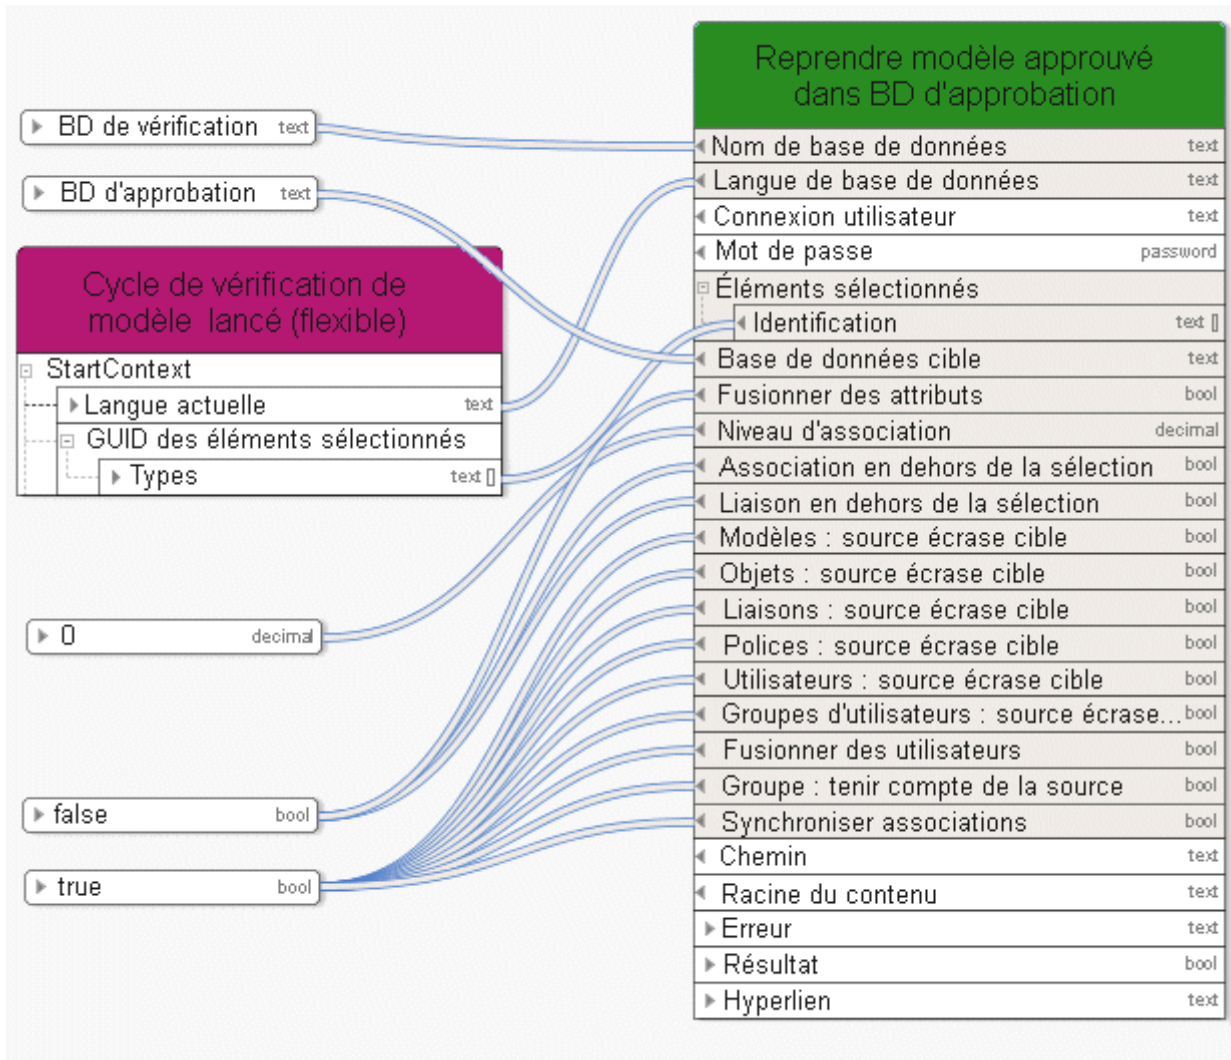 BD de vérification text
BD d'approbation text
Cycle de vérification de
modèle lancé (flexible)
StartContext
Langue actuelle text
GUID des éléments sélectionnés
Types text []
0 decimal
false bool
true bool
Reprendre modèle approuvé
dans BD d'approbation
Nom de base de données text
Langue de base de données text
Connexion utilisateur text
Mot de passe password
Éléments sélectionnés
Identification text []
Base de données cible text
Fusionner des attributs bool
Niveau d'association decimal
Association en dehors de la sélection bool
Liaison en dehors de la sélection bool
Modèles : source écrase cible bool
Objets : source écrase cible bool
Liaisons : source écrase cible bool
Polices : source écrase cible bool
Utilisateurs : source écrase cible bool
Groupes d'utilisateurs : source écrase... bool
Fusionner des utilisateurs bool
Groupe : tenir compte de la source bool
Synchroniser associations bool
Chemin text
Racine du contenu text
Erreur text
Résultat bool
Hyperlien text